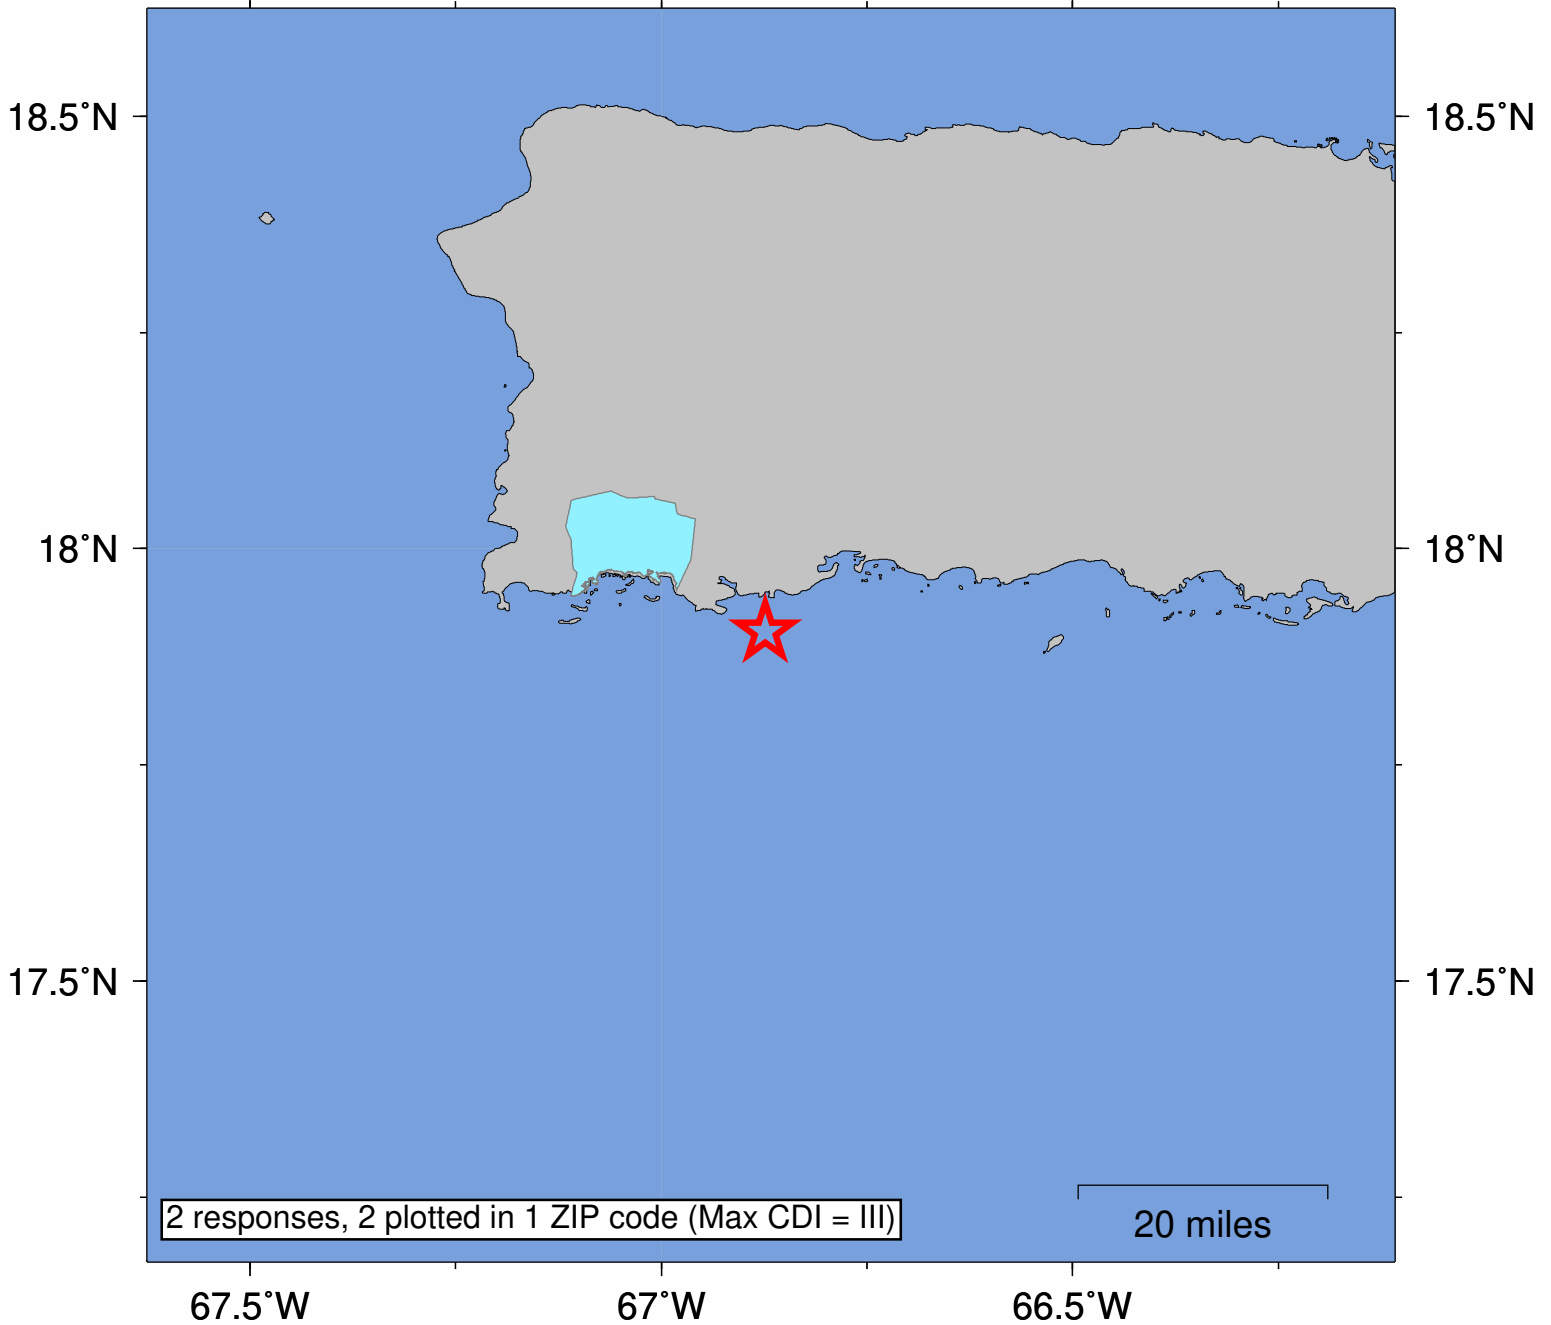 18.5˚N 18.5˚N
18˚N 18˚N
17.5˚N 17.5˚N
2 responses, 2 plotted in 1 ZIP code (Max CDI = III)
20 miles
67.5˚W 67˚W 66.5˚W